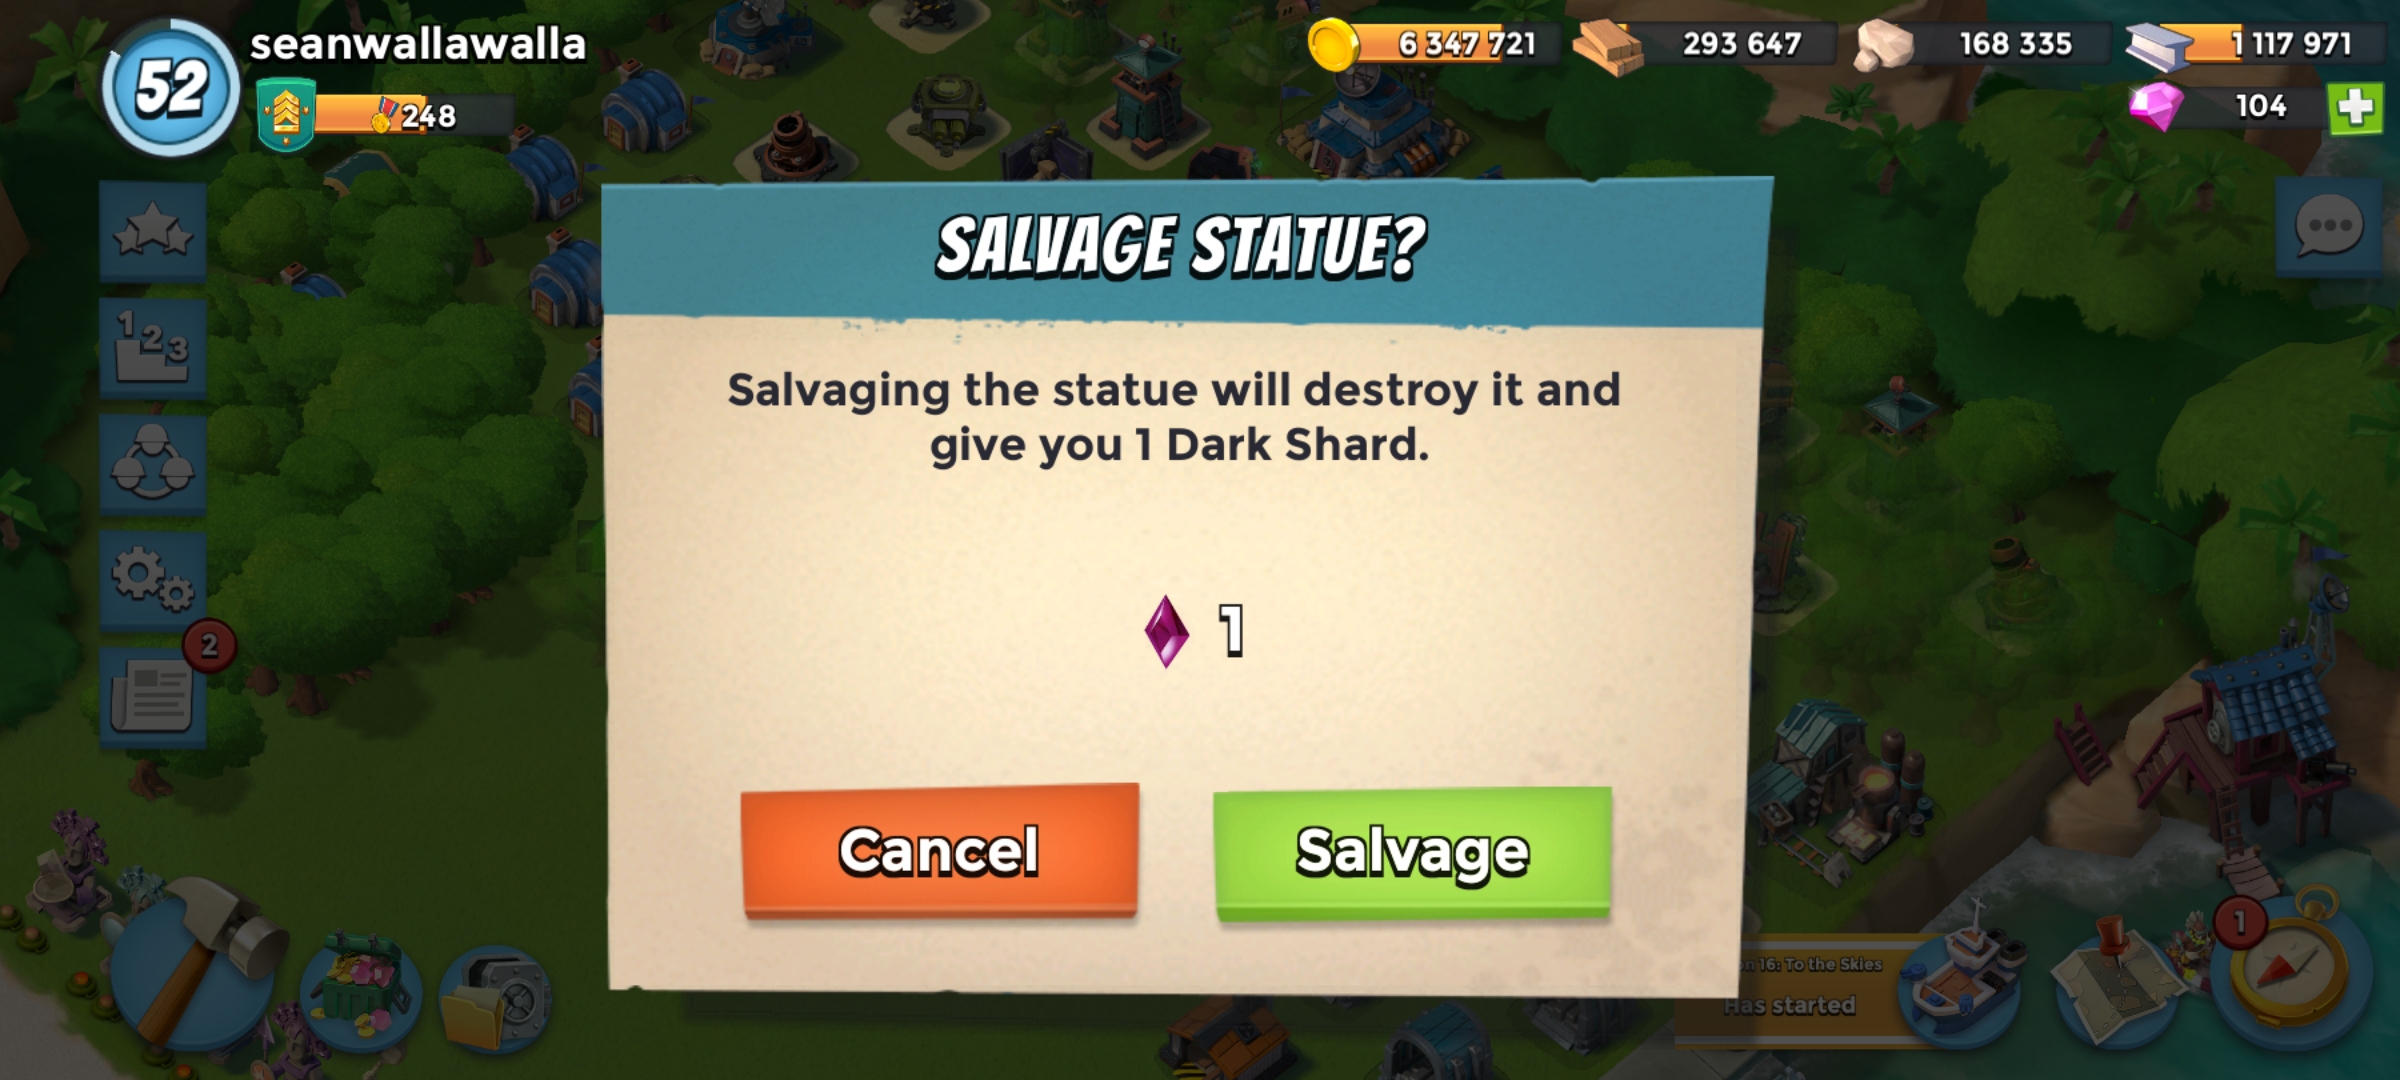 52
seanwallawalla
248
6 347 721
293 647
168 335
1 117 971
104
1 2 3
2
SALVAGE STATUE?
Salvaging the statue will destroy it and
give you 1 Dark Shard.
1
Cancel
Salvage
16: To the Skies
Has started
1